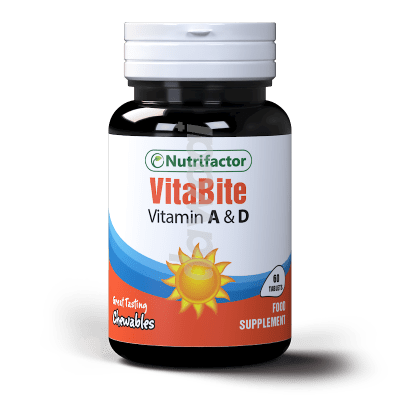 Nutrifactor
VitaBite
Vitamin A & D
60
TABLETS
Great Tasting
Chewables
FOOD
SUPPLEMENT